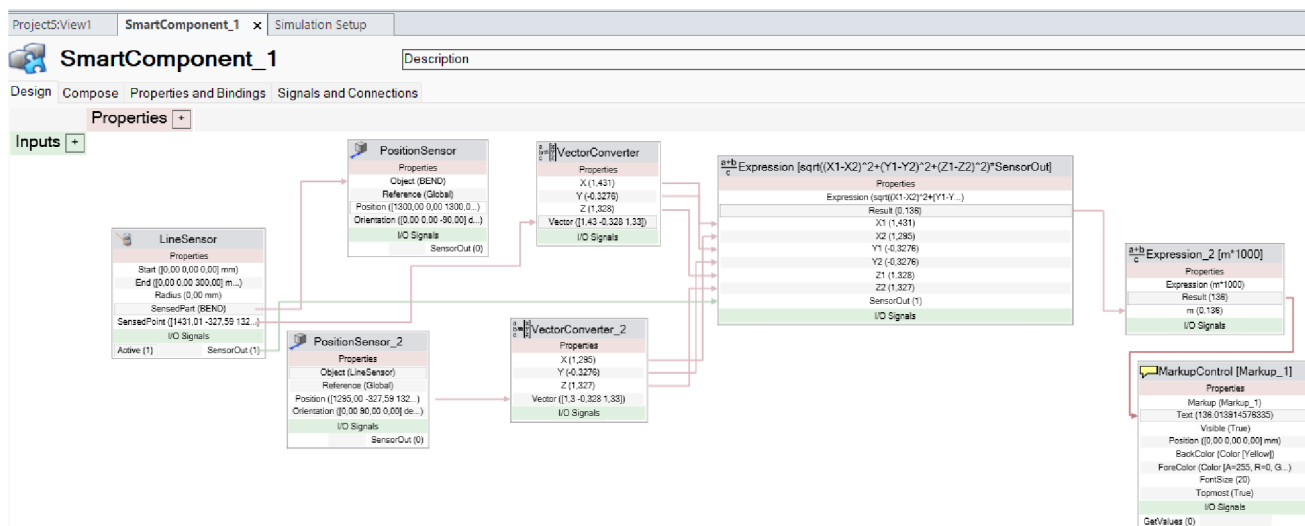 Project5:View1
SmartComponent_1 x
Simulation Setup
SmartComponent_1
Description
Design
Compose
Properties and Bindings
Signals and Connections
Properties +
Inputs +
LineSensor
Properties
Start ([0,00 0,00 0,00] mm)
End ([0,00 0,00 300,00] m...)
Radius (0,00 mm)
SensedPart (BEND)
SensedPoint ([1431,01 -327,59 132...)
I/O Signals
Active (1)
SensorOut (1)
PositionSensor
Properties
Object (BEND)
Reference (Global)
Position ([1300,00 0,00 1300,0...)
Orientation ([0,00 0,00 -90,00] d...)
I/O Signals
SensorOut (0)
PositionSensor_2
Properties
Object (LineSensor)
Reference (Global)
Position ([1295,00 -327,59 132...)
Orientation ([0,00 90,00 0,00] de...)
I/O Signals
SensorOut (0)
VectorConverter
Properties
X (1,431)
Y (-0,3276)
Z (1,328)
Vector ([1,43 -0,328 1,33])
I/O Signals
VectorConverter_2
Properties
X (1,295)
Y (-0,3276)
Z (1,327)
Vector ([1,3 -0,328 1,33])
I/O Signals
a+b
c
Expression [sqrt((X1-X2)^2+(Y1-Y2)^2+(Z1-Z2)^2)*SensorOut]
Properties
Expression (sqrt((X1-X2)^2+(Y1-Y...)
Result (0,136)
X1 (1,431)
X2 (1,295)
Y1 (-0,3276)
Y2 (-0,3276)
Z1 (1,328)
Z2 (1,327)
SensorOut (1)
I/O Signals
a+b
c
Expression_2 [m*1000]
Properties
Expression (m*1000)
Result (136)
m (0,136)
I/O Signals
MarkupControl [Markup_1]
Properties
Markup (Markup_1)
Text (136.013814576335)
Visible (True)
Position ([0,00 0,00 0,00] mm)
BackColor (Color [Yellow])
ForeColor (Color [A=255, R=0, G...)
FontSize (20)
Topmost (True)
I/O Signals
GetValues (0)